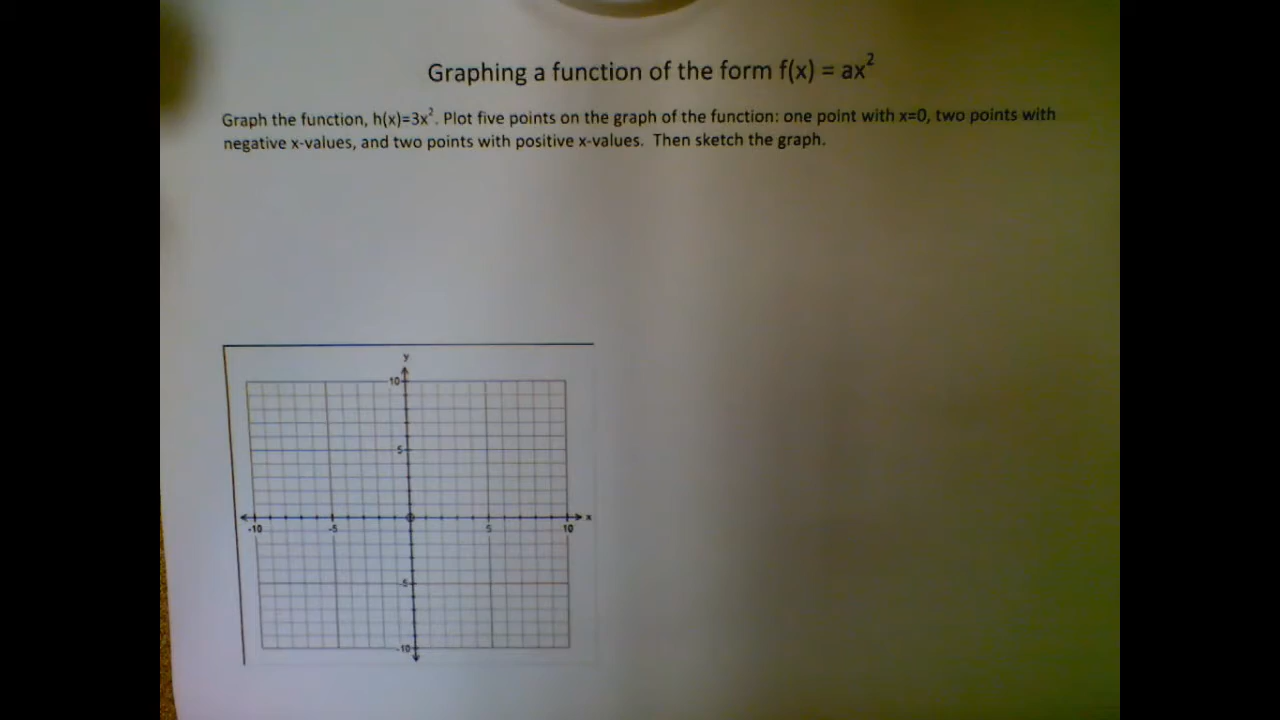 Graphing a function of the form f(x) = ax²
Graph the function, h(x)=3x². Plot five points on the graph of the function: one point with x=0, two points with
negative x-values, and two points with positive x-values. Then sketch the graph.
y
10
5
-10 -5 5 10 x
-5
-10